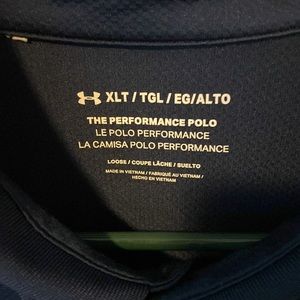 XLT / TGL / EG/ALTO
THE PERFORMANCE POLO
LE POLO PERFORMANCE
LA CAMISA POLO PERFORMANCE
LOOSE / COUPE LÂCHE / SUELTO
MADE IN VIETNAM / FABRIQUÉ AU VIETNAM /
HECHO EN VIETNAM